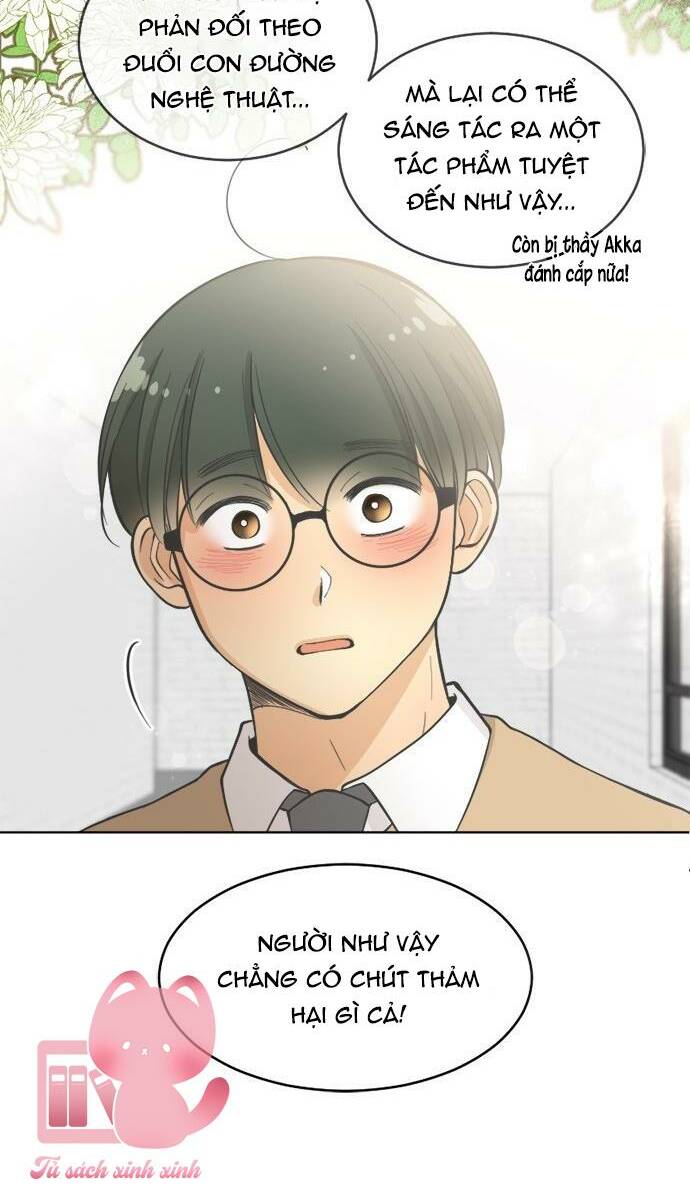 PHẢN ĐỐI THEO
ĐUỔI CON ĐƯỜNG
NGHỆ THUẬT...
MÀ LẠI CÓ THỂ
SÁNG TÁC RA MỘT
TÁC PHẨM TUYỆT
ĐẾN NHƯ VẬY...
Còn bị thầy Akka
đánh cắp nữa!
NGƯỜI NHƯ VẬY
CHẲNG CÓ CHÚT THẢM
HẠI GÌ CẢ!
Tủ sách xinh xinh